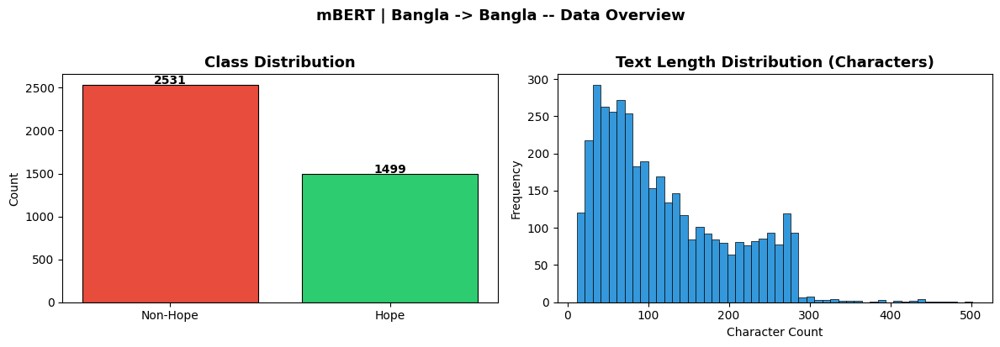 mBERT | Bangla -> Bangla -- Data Overview
Class Distribution
2531
1499
2500
2000
1500
1000
500
0
Count
Non-Hope
Hope
Text Length Distribution (Characters)
300
250
200
150
100
50
0
Frequency
0 100 200 300 400 500
Character Count